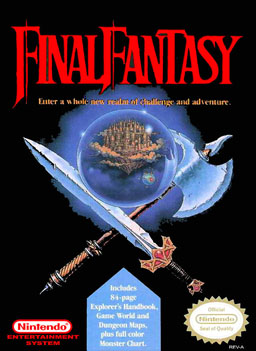 FINAL FANTASY
Enter a whole new realm of challenge and adventure.
Includes
84-page
Explorer's Handbook,
Game World and
Dungeon Maps,
plus full color
Monster Chart.
Nintendo
ENTERTAINMENT
SYSTEM
Official
Nintendo
Seal of Quality
REV-A